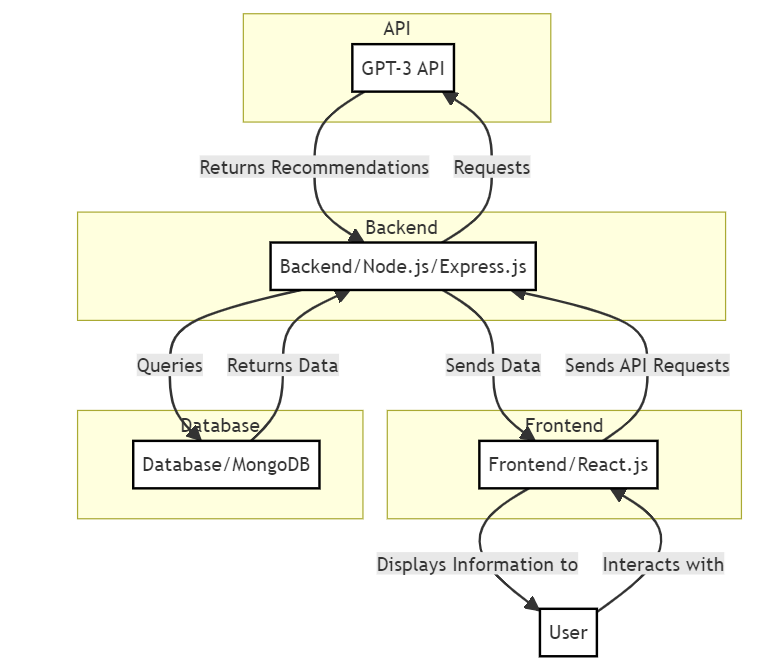 API
GPT-3 API
Returns Recommendations
Requests
Backend
Backend/Node.js/Express.js
Queries
Returns Data
Sends Data
Sends API Requests
Database
Frontend
Database/MongoDB
Frontend/React.js
Displays Information to
Interacts with
User